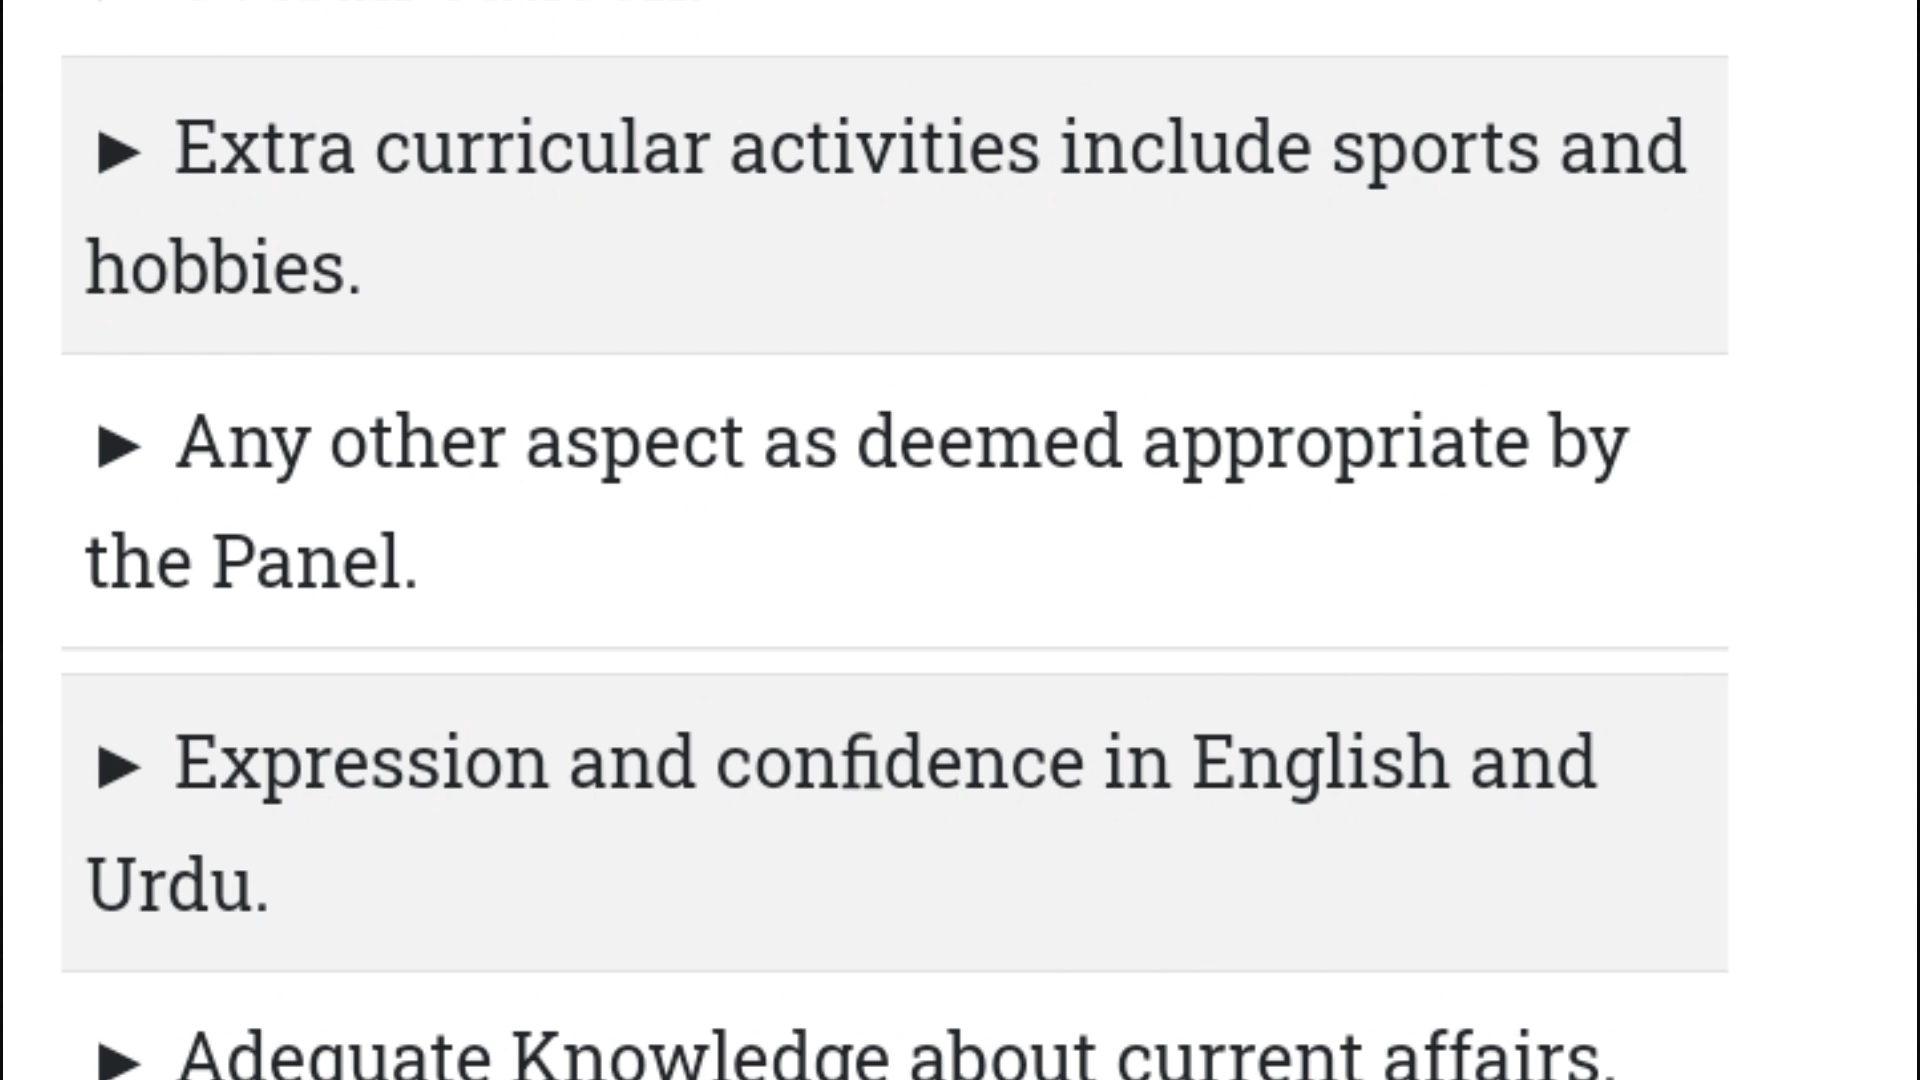 ► Extra curricular activities include sports and
hobbies.
► Any other aspect as deemed appropriate by
the Panel.
► Expression and confidence in English and
Urdu.
► Adequate Knowledge about current affairs.